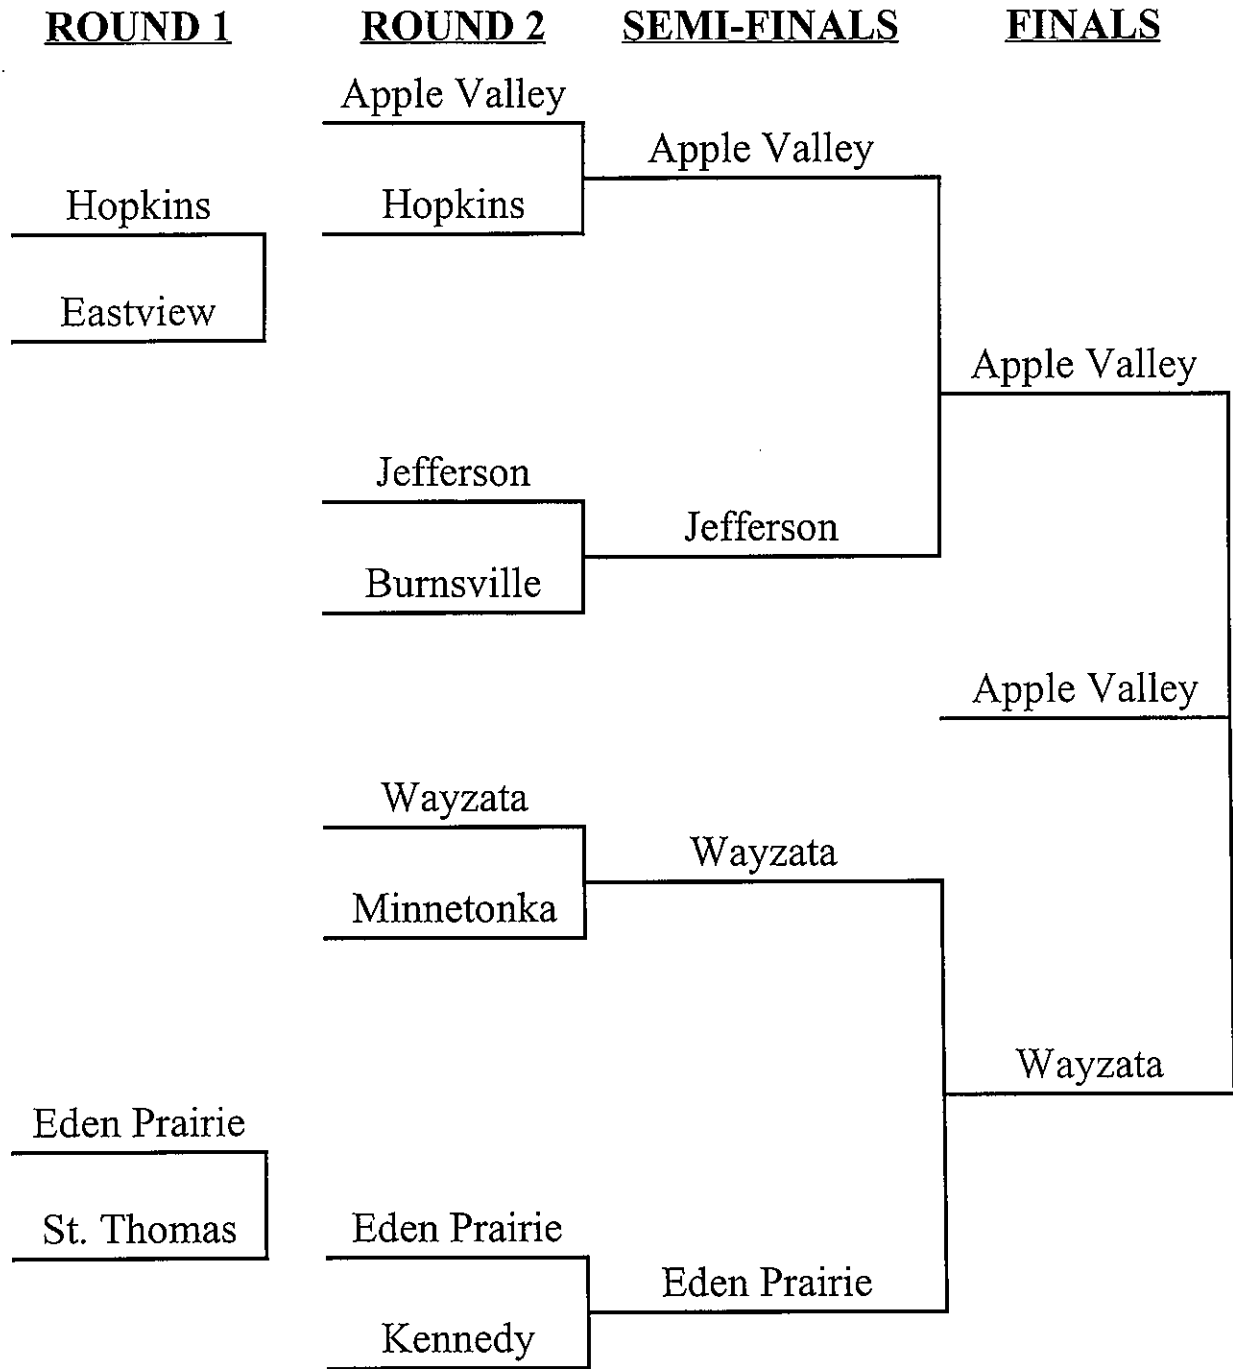 ROUND 1 ROUND 2 SEMI-FINALS FINALS
Apple Valley
Apple Valley
Hopkins Hopkins
Eastview
Apple Valley
Jefferson
Jefferson
Burnsville
Apple Valley
Wayzata
Wayzata
Minnetonka
Wayzata
Eden Prairie
St. Thomas Eden Prairie
Eden Prairie
Kennedy